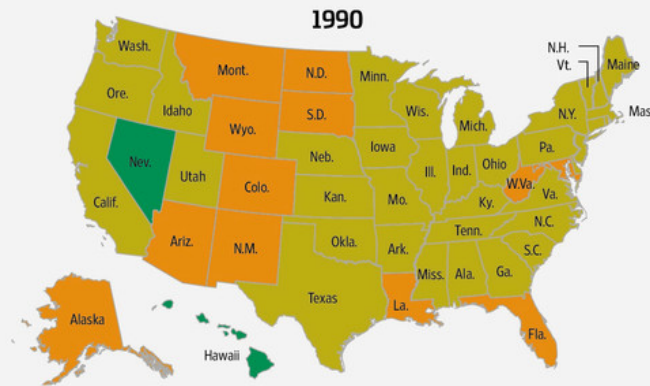 1990
Wash.
Mont.
N.D.
Minn.
N.H.
Vt.
Maine
Ore.
Idaho
Wyo.
S.D.
Wis.
Mich.
N.Y.
Mas
Nev.
Utah
Colo.
Neb.
Iowa
Ill.
Ind.
Ohio
Pa.
Calif.
Kan.
Mo.
Ky.
W.Va.
Va.
Ariz.
N.M.
Okla.
Ark.
Tenn.
N.C.
S.C.
Texas
La.
Miss.
Ala.
Ga.
Fla.
Alaska
Hawaii